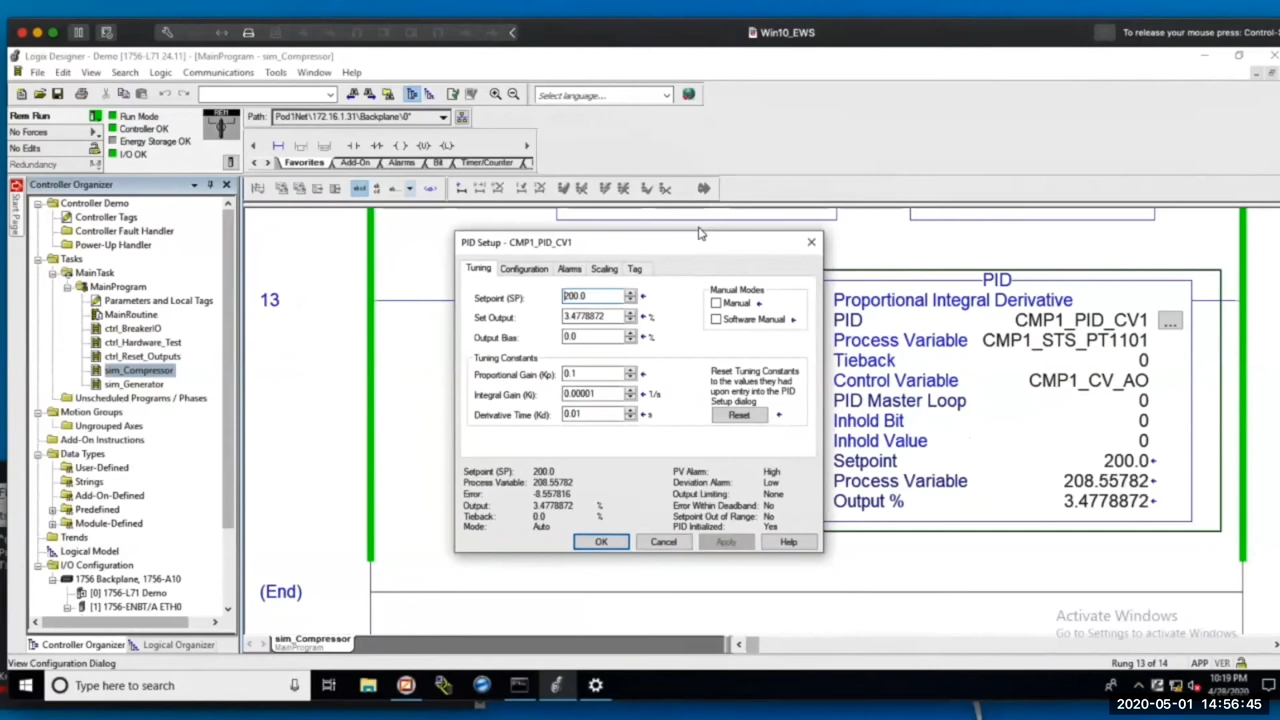 Win10_EWS
To release your mouse press: Control-
Logix Designer - Demo [1756-L71 24.11] - [MainProgram - sim_Compressor]
File Edit View Search Logic Communications Tools Window Help
Select language...
Rem Run
Run Mode
Path: Pod1Net\172.16.1.31\Backplane\0*
No Forces
Controller OK
Energy Storage OK
No Edits
I/O OK
Redundancy
Favorites Add-On Alarms Bit Timer/Counter
Start Page
Controller Organizer
Controller Demo
Controller Tags
Controller Fault Handler
Power-Up Handler
Tasks
MainTask
MainProgram
Parameters and Local Tags
MainRoutine
ctrl_BreakerIO
ctrl_Hardware_Test
ctrl_Reset_Outputs
sim_Compressor
sim_Generator
Unscheduled Programs / Phases
Motion Groups
Ungrouped Axes
Add-On Instructions
Data Types
User-Defined
Strings
Add-On-Defined
Predefined
Module-Defined
Trends
Logical Model
I/O Configuration
1756 Backplane, 1756-A10
[0] 1756-L71 Demo
[1] 1756-ENBT/A ETH0
Controller Organizer Logical Organizer
13
(End)
PID Setup - CMP1_PID_CV1
Tuning Configuration Alarms Scaling Tag
Setpoint (SP): 200.0
Set Output: 3.4778872 %
Output Bias: 0.0 %
Manual Modes
Manual
Software Manual
Tuning Constants
Proportional Gain (Kp): 0.1
Integral Gain (Ki): 0.00001 1/s
Derivative Time (Kd): 0.01 s
Reset Tuning Constants
to the values they had
upon entry into the PID
Setup dialog
Reset
Setpoint (SP): 200.0
Process Variable: 208.55782
Error: -8.557816
Output: 3.4778872 %
Tieback: 0.0 %
Mode: Auto
PV Alarm: High
Deviation Alarm: Low
Output Limiting: None
Error Within Deadband: No
Setpoint Out of Range: No
PID Initialized: Yes
OK Cancel Apply Help
PID
Proportional Integral Derivative
PID CMP1_PID_CV1 ...
Process Variable CMP1_STS_PT1101
Tieback 0
Control Variable CMP1_CV_AO
PID Master Loop 0
Inhold Bit 0
Inhold Value 0
Setpoint 200.0
Process Variable 208.55782
Output % 3.4778872
Activate Windows
Go to Settings to activate Windows.
sim_Compressor
MainProgram
View Configuration Dialog
Rung 13 of 14 APP VER
Type here to search
10:19 PM
4/28/2020
2020-05-01 14:56:45